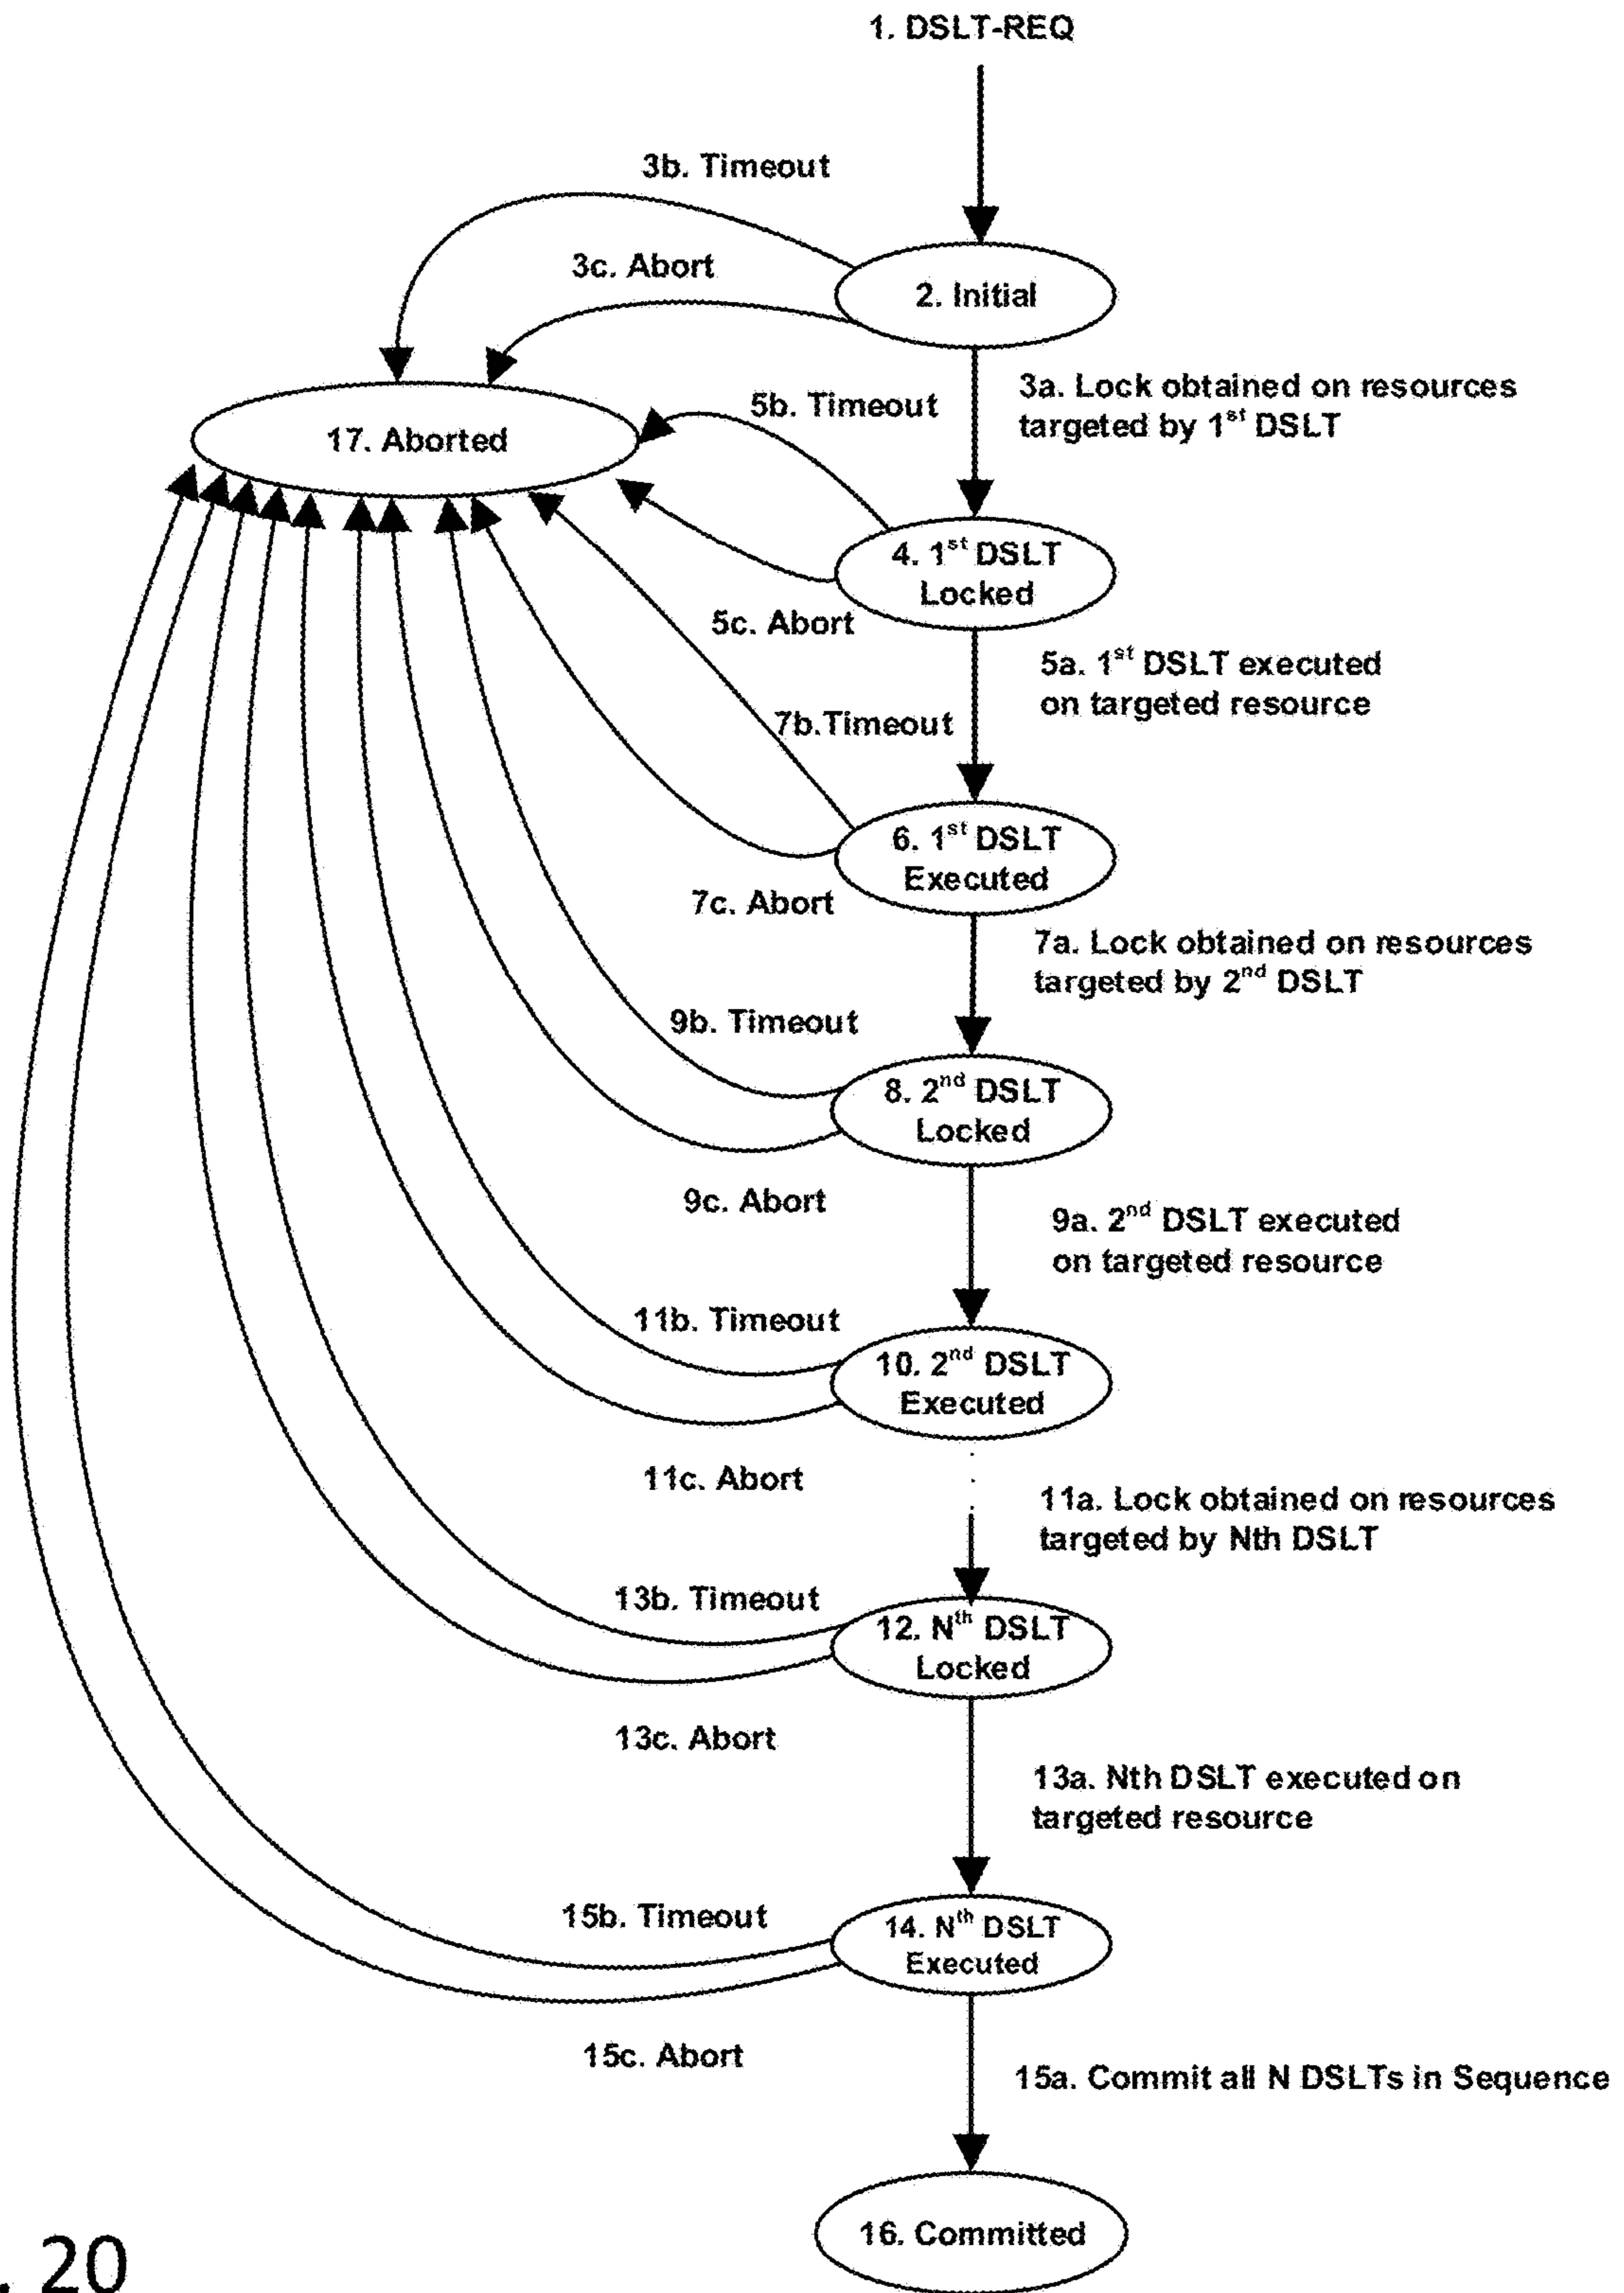 1. DSLT-REQ
3b. Timeout
3c. Abort
2. Initial
3a. Lock obtained on resources
targeted by 1st DSLT
5b. Timeout
17. Aborted
4. 1st DSLT
Locked
5c. Abort
5a. 1st DSLT executed
on targeted resource
7b.Timeout
6. 1st DSLT
Executed
7c. Abort
7a. Lock obtained on resources
targeted by 2nd DSLT
9b. Timeout
8. 2nd DSLT
Locked
9c. Abort
9a. 2nd DSLT executed
on targeted resource
11b. Timeout
10. 2nd DSLT
Executed
11c. Abort
11a. Lock obtained on resources
targeted by Nth DSLT
13b. Timeout
12. Nth DSLT
Locked
13c. Abort
13a. Nth DSLT executed on
targeted resource
15b. Timeout
14. Nth DSLT
Executed
15c. Abort
15a. Commit all N DSLTs in Sequence
16. Committed
. 20